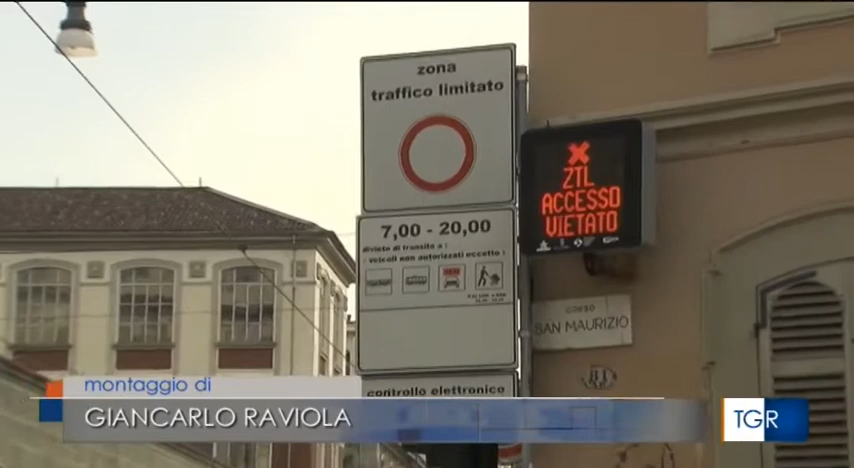 zona
traffico limitato
7,00 - 20,00
divieto di transito a :
veicoli non autorizzati eccetto :
controllo elettronico
ZTL
ACCESSO
VIETATO
CORSO
SAN MAURIZIO
montaggio di
GIANCARLO RAVIOLA
TGR